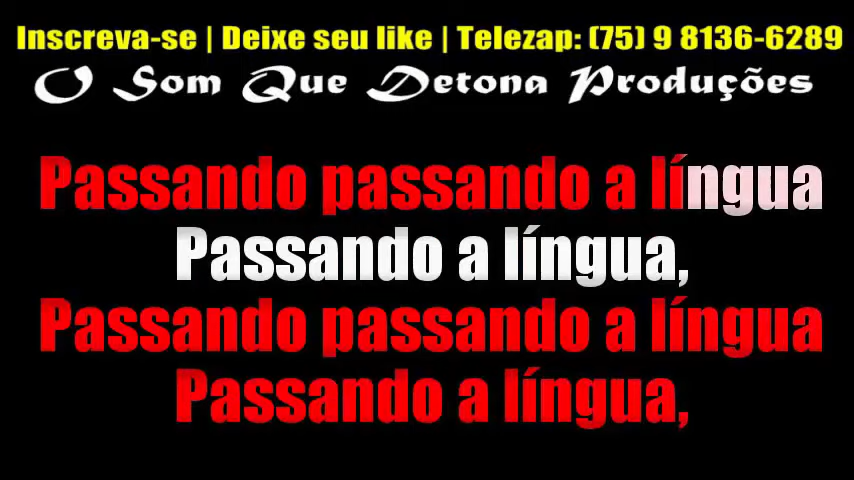 Inscreva-se | Deixe seu like | Telezap: (75) 9 8136-6289
O Som Que Detona Produções
Passando passando a língua
Passando a língua,
Passando passando a língua
Passando a língua,